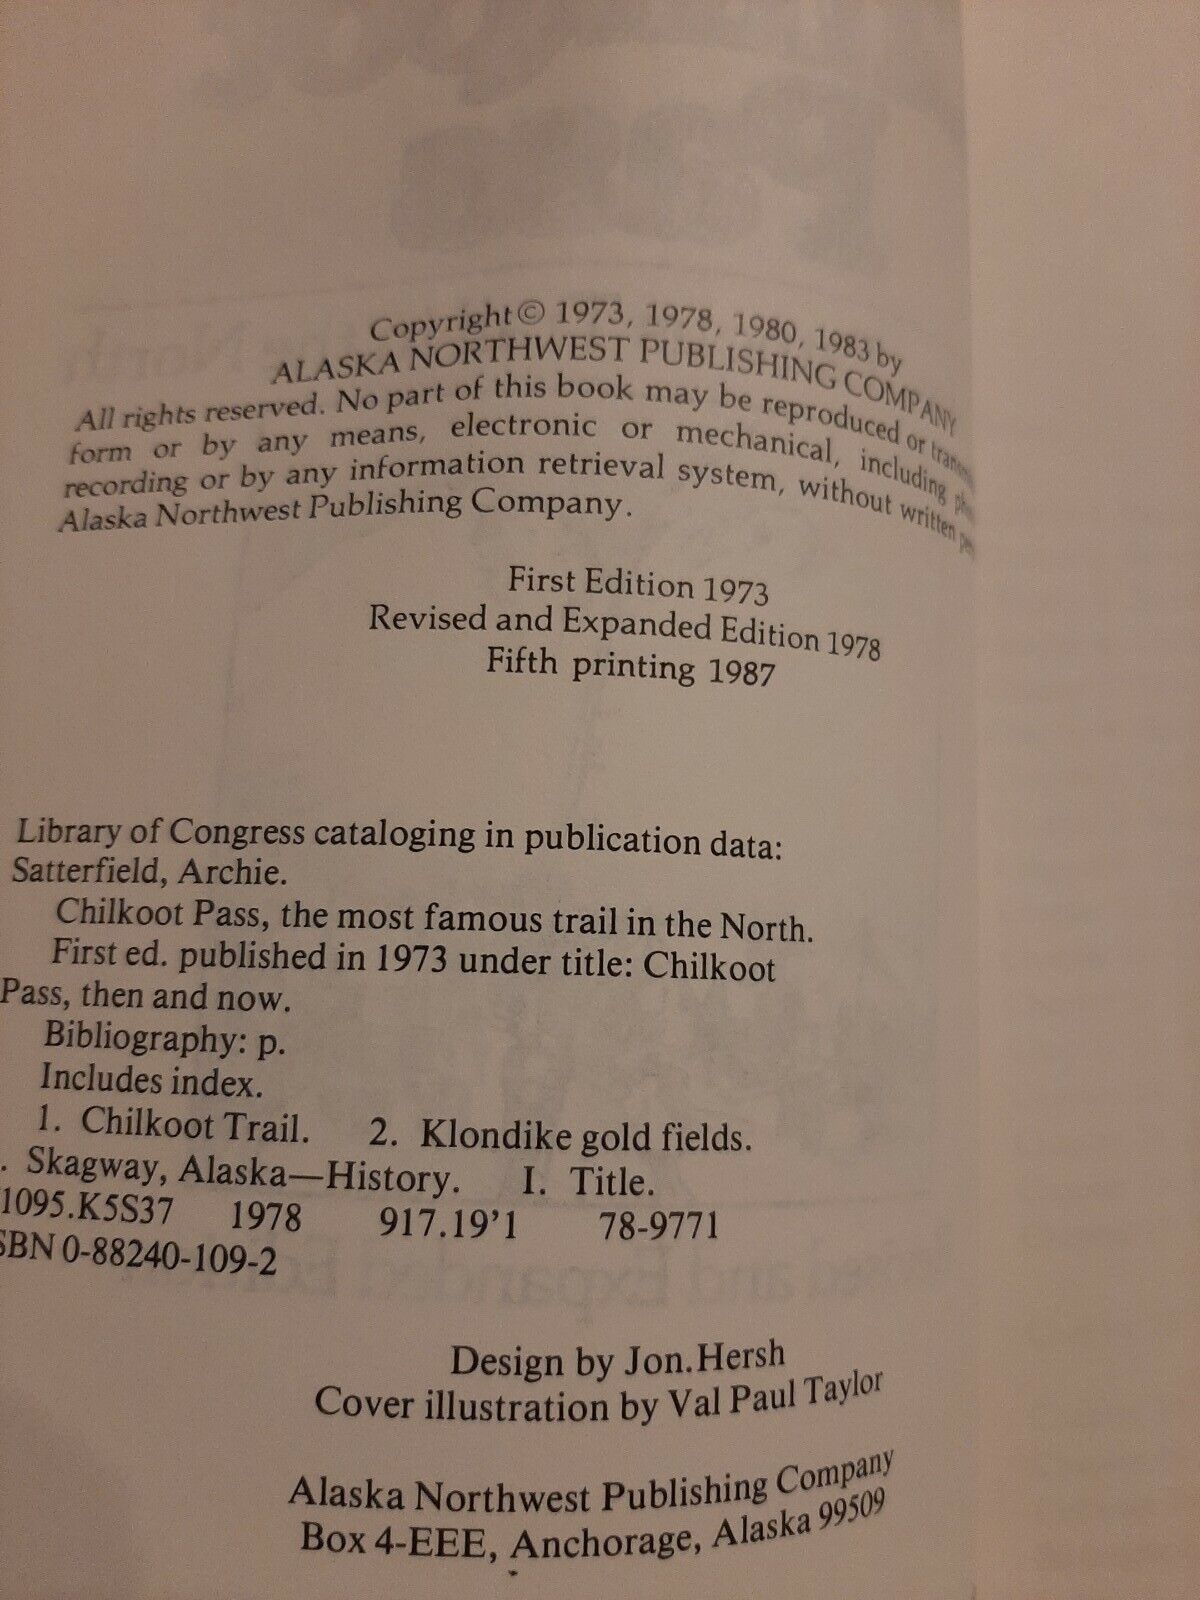 Copyright © 1973, 1978, 1980, 1983 by
ALASKA NORTHWEST PUBLISHING COMPANY
All rights reserved. No part of this book may be reproduced or
form or by any means, electronic or mechanical, including
recording or by any information retrieval system, without written
Alaska Northwest Publishing Company.
First Edition 1973
Revised and Expanded Edition 1978
Fifth printing 1987
Library of Congress cataloging in publication data:
Satterfield, Archie.
Chilkoot Pass, the most famous trail in the North.
First ed. published in 1973 under title: Chilkoot
Pass, then and now.
Bibliography: p.
Includes index.
1. Chilkoot Trail. 2. Klondike gold fields.
. Skagway, Alaska—History. I. Title.
1095.K5S37 1978 917.19'1 78-9771
SBN 0-88240-109-2
Design by Jon.Hersh
Cover illustration by Val Paul Taylor
Alaska Northwest Publishing Company
Box 4-EEE, Anchorage, Alaska 99509